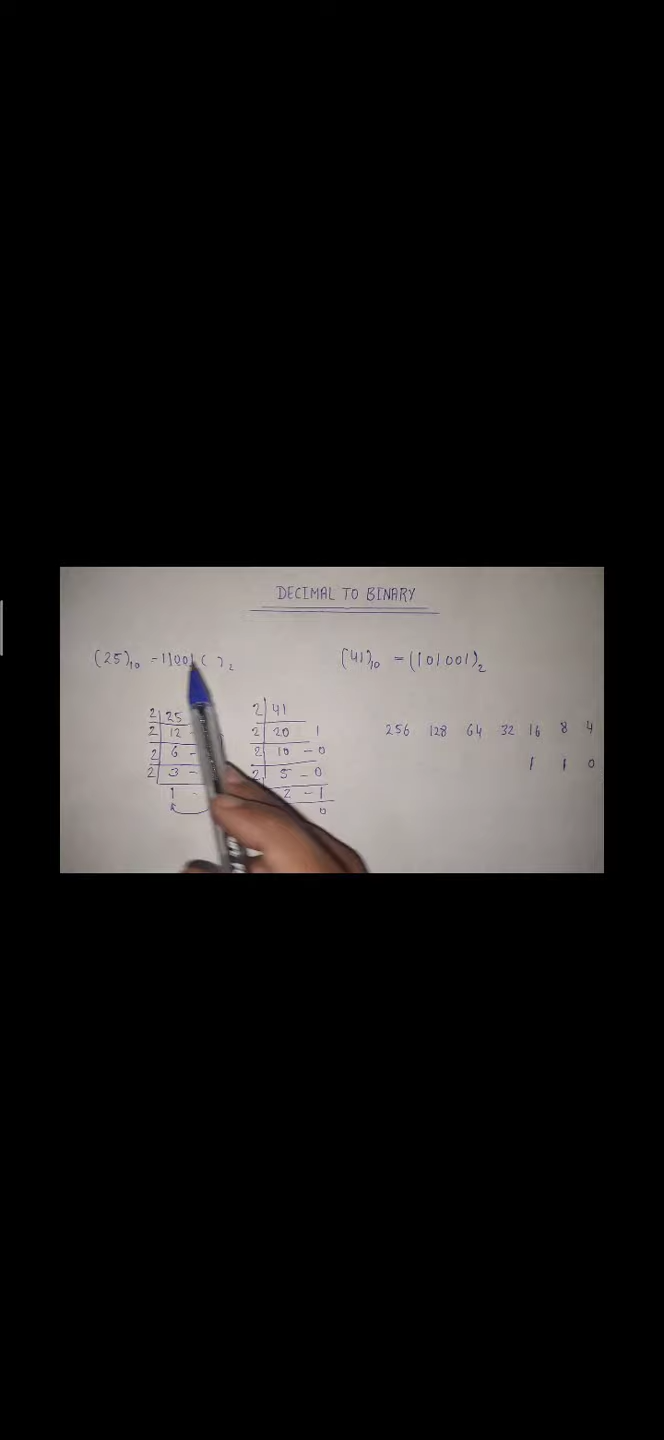 DECIMAL TO BINARY
(25)10 = 11001 ( )2
(41)10 = (101001)2
2 25
2 12 -
2 6 -
2 3 -
1 -
2 41
2 20 1
2 10 - 0
2 5 - 0
2 - 1
0
256 128 64 32 16 8 4
1 1 0